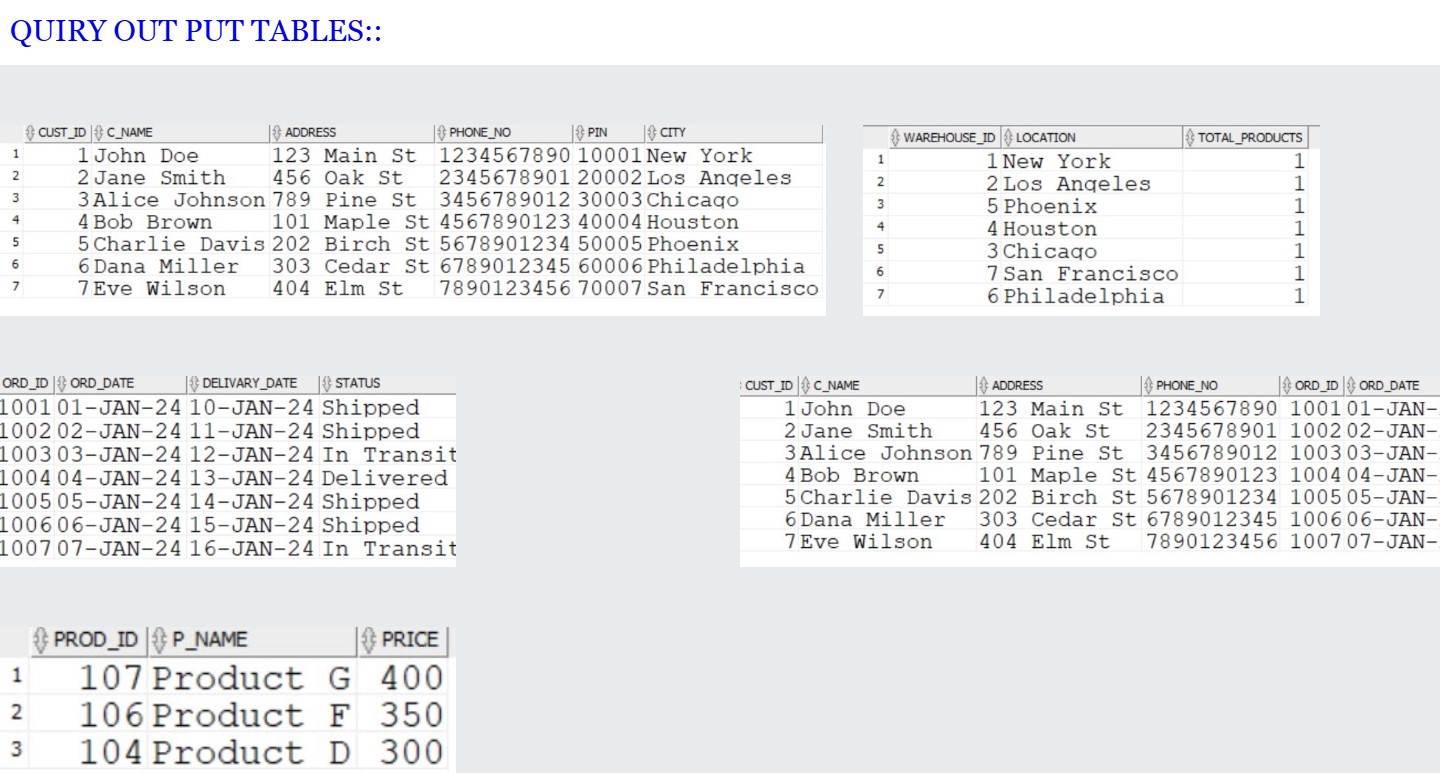 QUIRY OUT PUT TABLES::
CUST_ID C_NAME ADDRESS PHONE_NO PIN CITY
1 1 John Doe 123 Main St 1234567890 10001 New York
2 2 Jane Smith 456 Oak St 2345678901 20002 Los Angeles
3 3 Alice Johnson 789 Pine St 3456789012 30003 Chicago
4 4 Bob Brown 101 Maple St 4567890123 40004 Houston
5 5 Charlie Davis 202 Birch St 5678901234 50005 Phoenix
6 6 Dana Miller 303 Cedar St 6789012345 60006 Philadelphia
7 7 Eve Wilson 404 Elm St 7890123456 70007 San Francisco
WAREHOUSE_ID LOCATION TOTAL_PRODUCTS
1 1 New York 1
2 2 Los Angeles 1
3 5 Phoenix 1
4 4 Houston 1
5 3 Chicago 1
6 7 San Francisco 1
7 6 Philadelphia 1
ORD_ID ORD_DATE DELIVARY_DATE STATUS
1001 01-JAN-24 10-JAN-24 Shipped
1002 02-JAN-24 11-JAN-24 Shipped
1003 03-JAN-24 12-JAN-24 In Transit
1004 04-JAN-24 13-JAN-24 Delivered
1005 05-JAN-24 14-JAN-24 Shipped
1006 06-JAN-24 15-JAN-24 Shipped
1007 07-JAN-24 16-JAN-24 In Transit
CUST_ID C_NAME ADDRESS PHONE_NO ORD_ID ORD_DATE
1 John Doe 123 Main St 1234567890 1001 01-JAN-
2 Jane Smith 456 Oak St 2345678901 1002 02-JAN-
3 Alice Johnson 789 Pine St 3456789012 1003 03-JAN-
4 Bob Brown 101 Maple St 4567890123 1004 04-JAN-
5 Charlie Davis 202 Birch St 5678901234 1005 05-JAN-
6 Dana Miller 303 Cedar St 6789012345 1006 06-JAN-
7 Eve Wilson 404 Elm St 7890123456 1007 07-JAN-
PROD_ID P_NAME PRICE
1 107 Product G 400
2 106 Product F 350
3 104 Product D 300